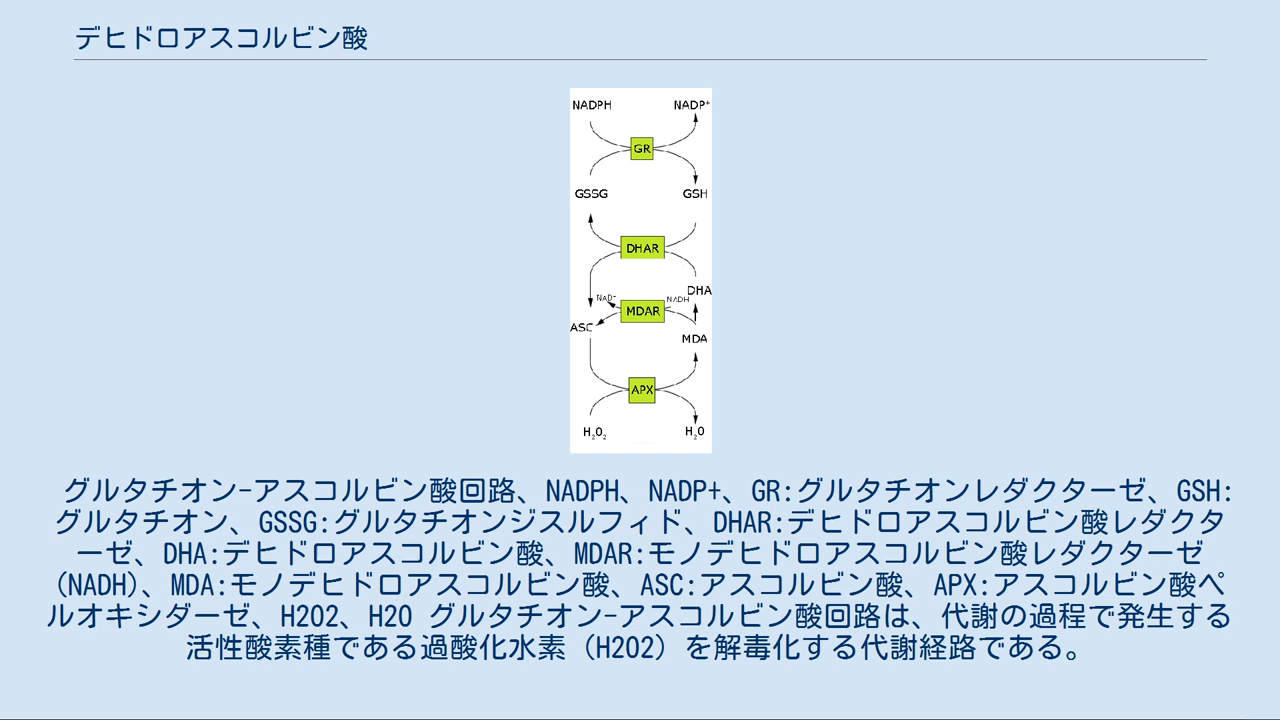 デヒドロアスコルビン酸
NADPH NADP+
GR
GSSG GSH
DHAR
DHA
NAD+ NADH
MDAR
ASC
MDA
APX
H2O2 H2O
グルタチオン-アスコルビン酸回路、NADPH、NADP+、GR:グルタチオンレダクターゼ、GSH:
グルタチオン、GSSG:グルタチオンジスルフィド、DHAR:デヒドロアスコルビン酸レダクタ
ーゼ、DHA:デヒドロアスコルビン酸、MDAR:モノデヒドロアスコルビン酸レダクターゼ
(NADH)、MDA:モノデヒドロアスコルビン酸、ASC:アスコルビン酸、APX:アスコルビン酸ペ
ルオキシダーゼ、H2O2、H2O グルタチオン-アスコルビン酸回路は、代謝の過程で発生する
活性酸素種である過酸化水素（H2O2）を解毒化する代謝経路である。